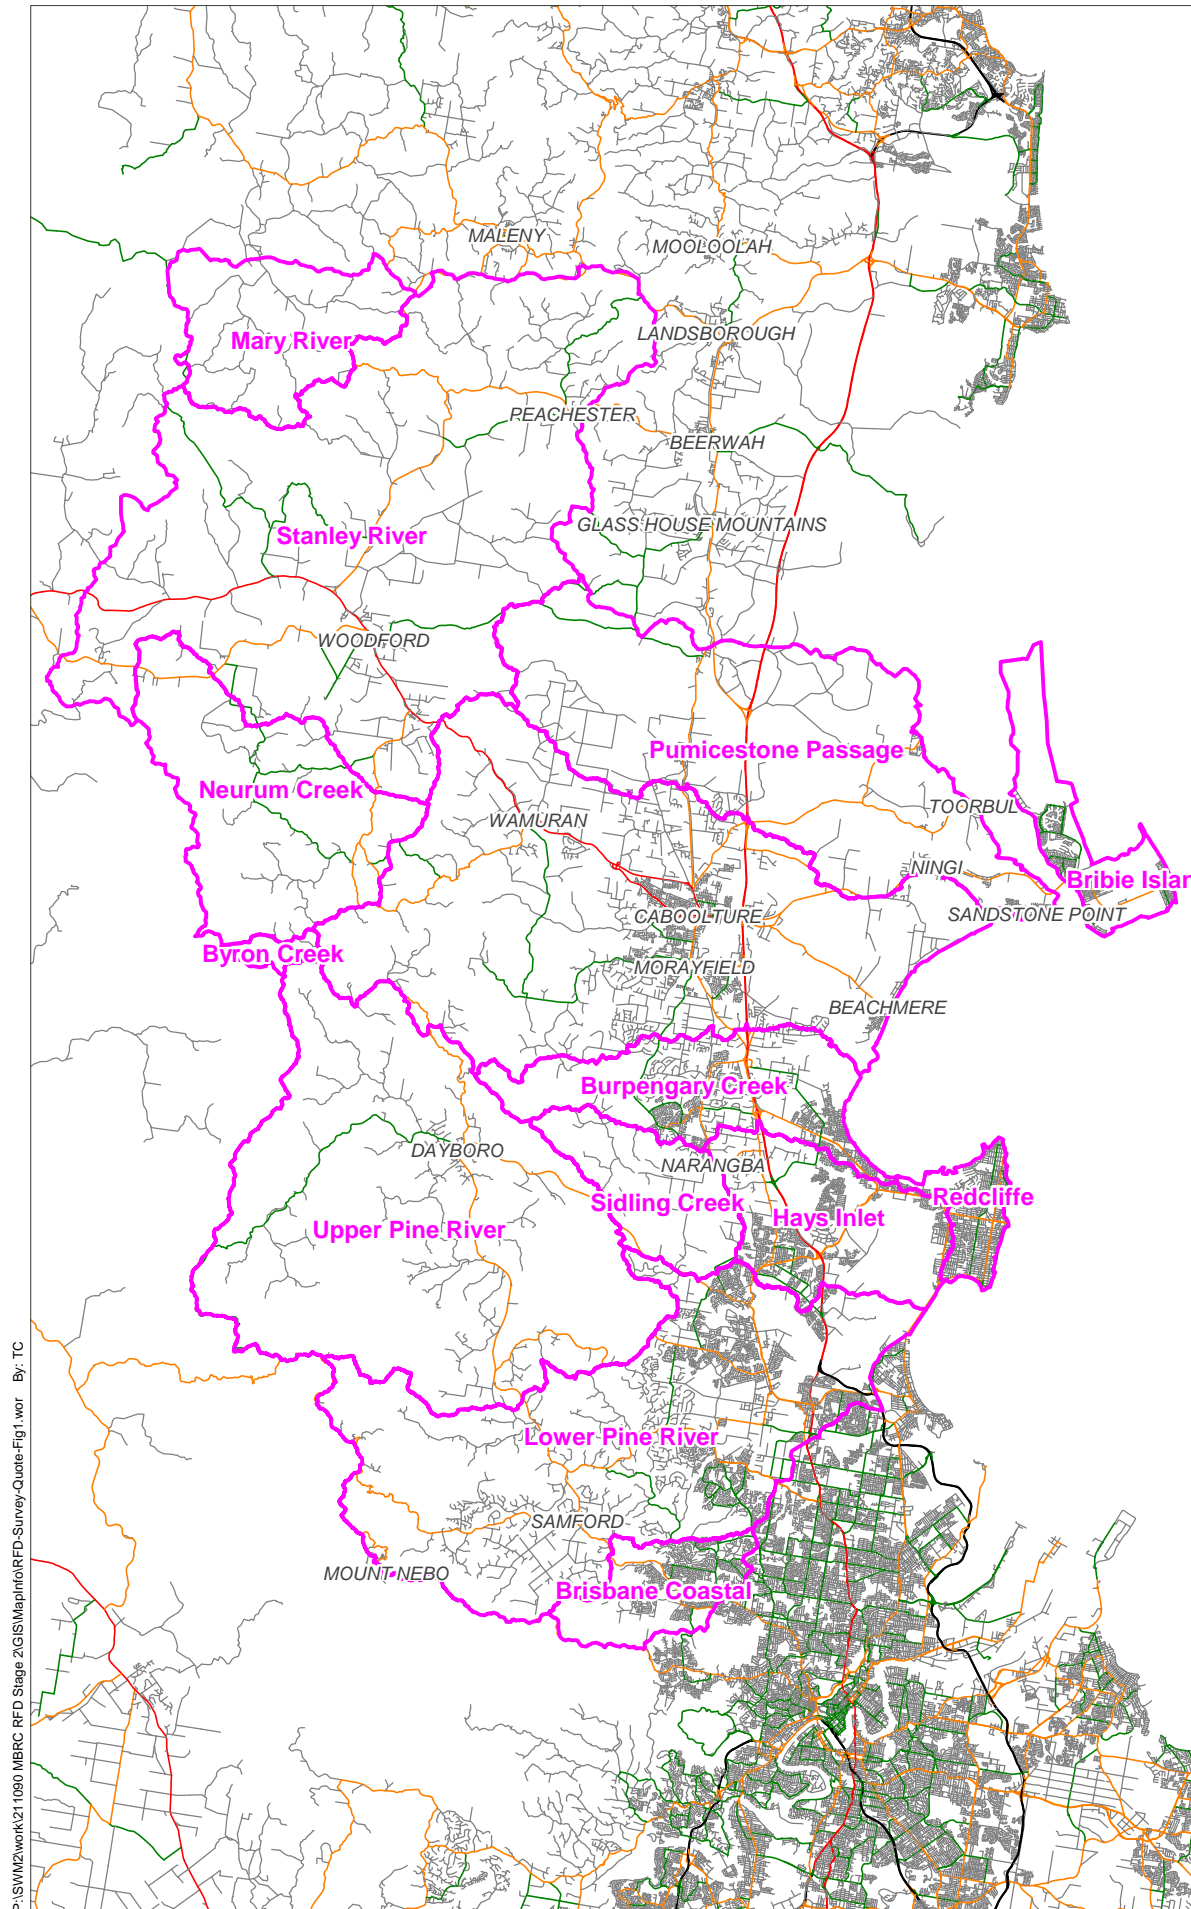 MALENY
MOOLOOLAH
Mary River
LANDSBOROUGH
PEACHESTER
BEERWAH
GLASS HOUSE MOUNTAINS
Stanley River
WOODFORD
Pumicestone Passage
Neurum Creek
TOORBUL
WAMURAN
NINGI
Bribie Islan
CABOOLTURE
SANDSTONE POINT
Byron Creek
MORAYFIELD
BEACHMERE
Burpengary Creek
DAYBORO
NARANGBA
Redcliffe
Sidling Creek
Hays Inlet
Upper Pine River
Lower Pine River
SAMFORD
MOUNT NEBO
Brisbane Coastal
P:\SWM2\work\211090 MBRC RFD Stage 2\GIS\MapInfo\RFD-Survey-Quote-Fig1.wor By: TC